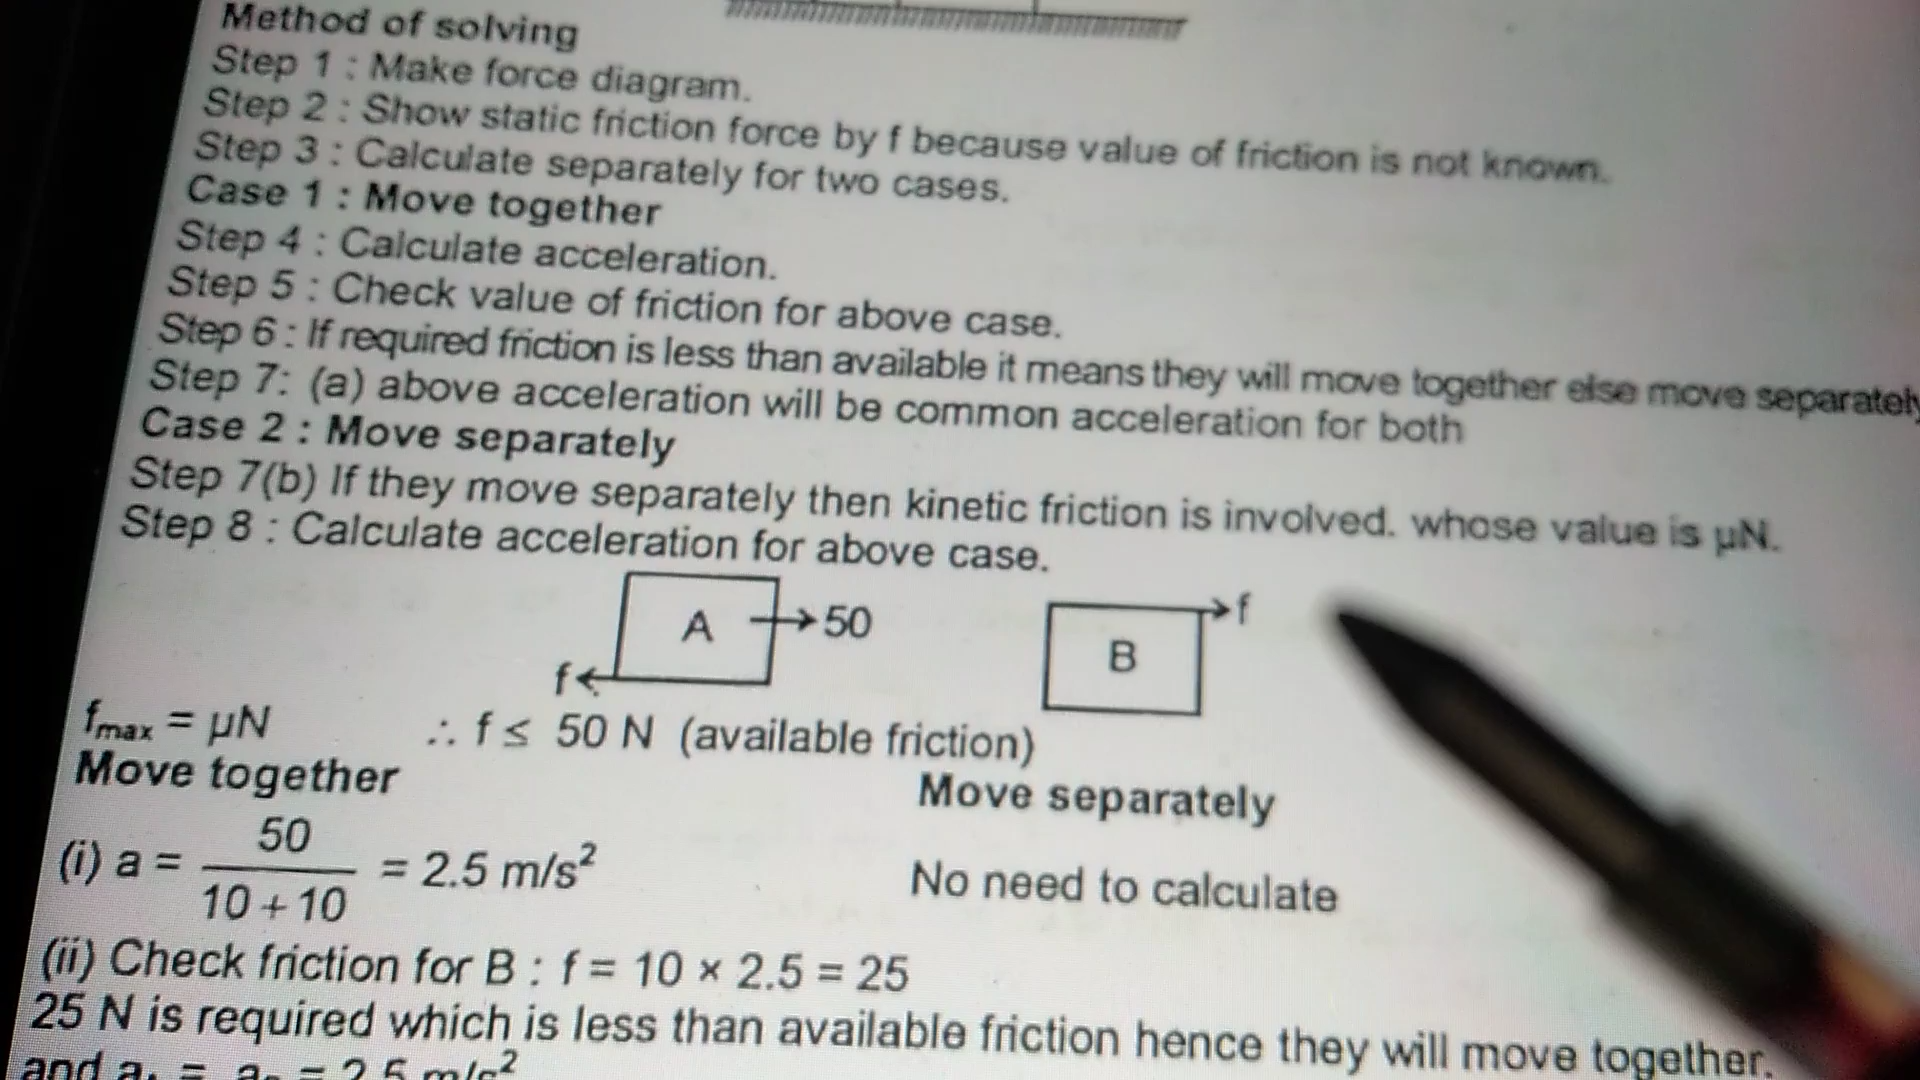 Method of solving
Step 1 : Make force diagram.
Step 2 : Show static friction force by f because value of friction is not known.
Step 3 : Calculate separately for two cases.
Case 1 : Move together
Step 4 : Calculate acceleration.
Step 5 : Check value of friction for above case.
Step 6 : If required friction is less than available it means they will move together else move separately
Step 7: (a) above acceleration will be common acceleration for both
Case 2 : Move separately
Step 7(b) If they move separately then kinetic friction is involved. whose value is µN.
Step 8 : Calculate acceleration for above case.
A 50 f
B f
fmax = µN ∴ f ≤ 50 N (available friction)
Move together Move separately
(i) a = 50/(10 + 10) = 2.5 m/s² No need to calculate
(ii) Check friction for B : f = 10 × 2.5 = 25
25 N is required which is less than available friction hence they will move together.
and = = 2.5 m/s²